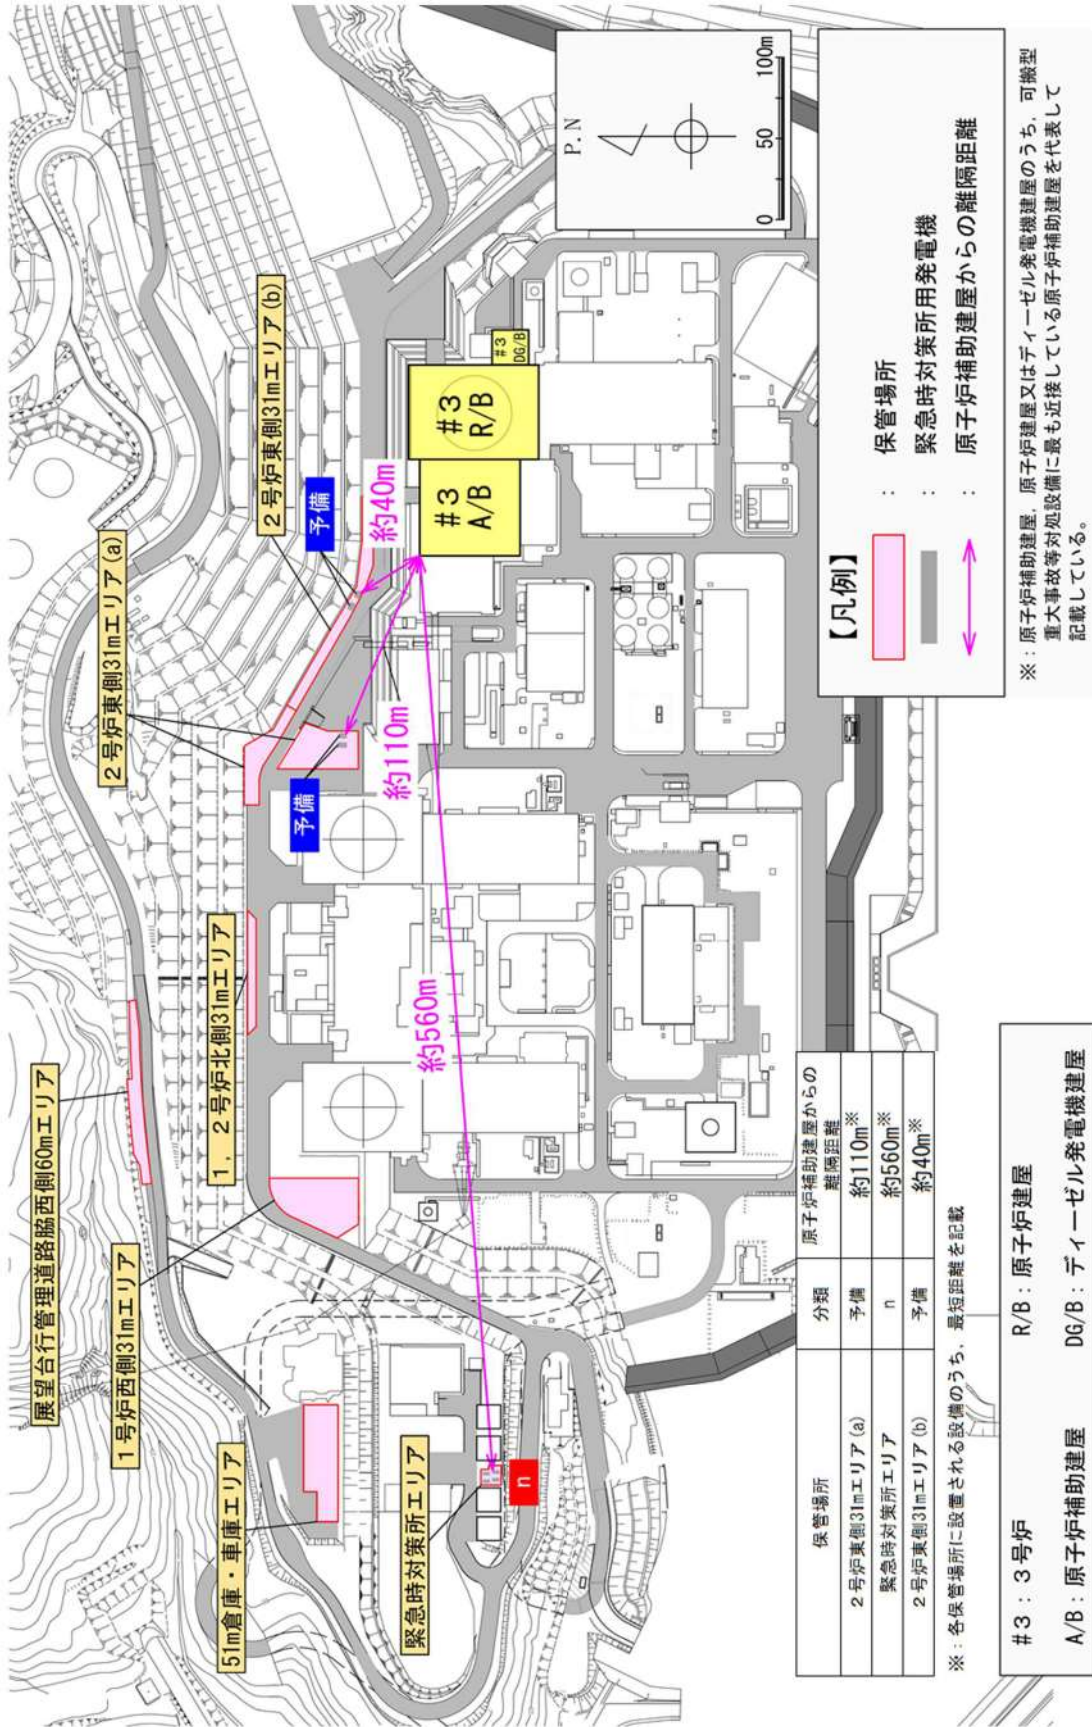 展望台行管理道路脇西側60mエリア
1号炉西側31mエリア
51m倉庫・車庫エリア
緊急時対策所エリア
1，2号炉北側31mエリア
2号炉東側31mエリア(a)
2号炉東側31mエリア(b)
予備
予備
約40m
約110m
約560m
n
#3
A/B
#3
R/B
#3
DG/B
P.N
0 50 100m
【凡例】
： 保管場所
： 緊急時対策所用発電機
： 原子炉補助建屋からの離隔距離
※：原子炉補助建屋，原子炉建屋又はディーゼル発電機建屋のうち，可搬型
重大事故等対処設備に最も近接している原子炉補助建屋を代表して
記載している。
保管場所 分類 原子炉補助建屋からの
離隔距離
2号炉東側31mエリア(a) 予備 約110m※
緊急時対策所エリア n 約560m※
2号炉東側31mエリア(b) 予備 約40m※
※：各保管場所に設置される設備のうち，最短距離を記載
#3：3号炉 R/B：原子炉建屋
A/B：原子炉補助建屋 DG/B：ディーゼル発電機建屋